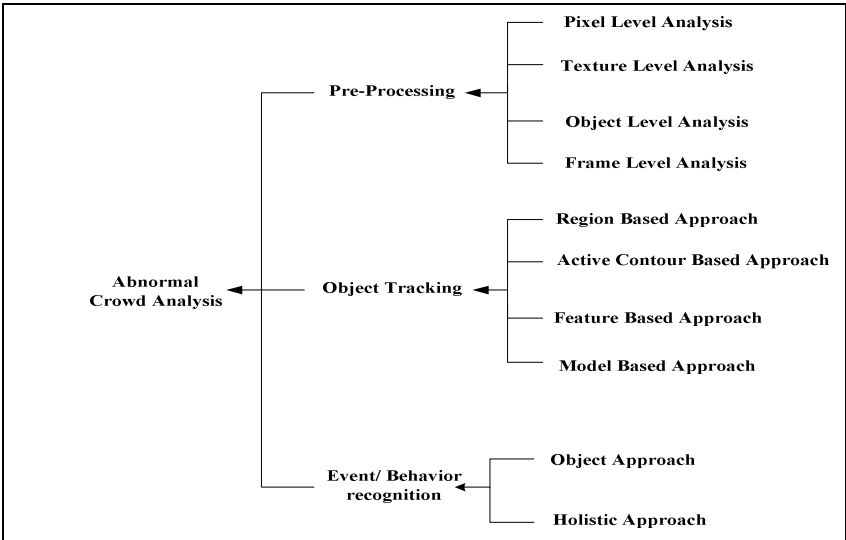 Pixel Level Analysis
Texture Level Analysis
Pre-Processing
Object Level Analysis
Frame Level Analysis
Region Based Approach
Active Contour Based Approach
Abnormal
Crowd Analysis
Object Tracking
Feature Based Approach
Model Based Approach
Object Approach
Event/ Behavior
recognition
Holistic Approach